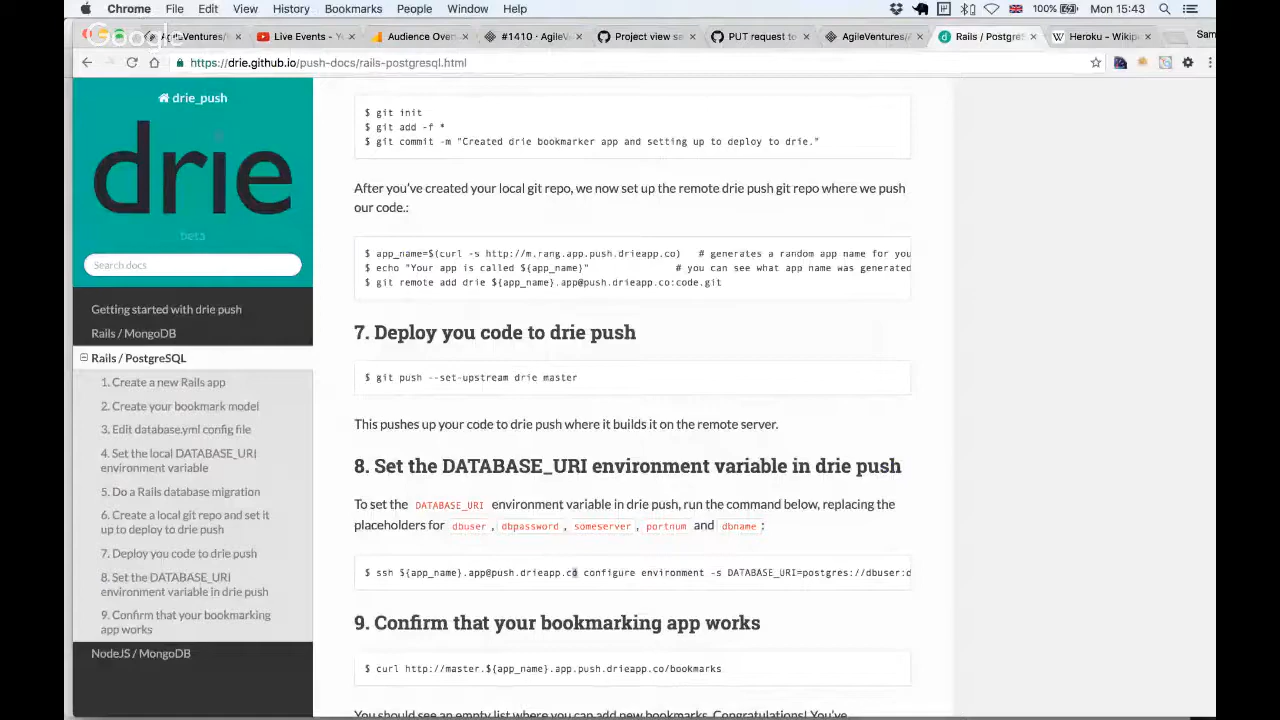 Chrome File Edit View History Bookmarks People Window Help 100% Mon 15:43
Google
AgileVentures/ Live Events - Yo Audience Over #1410 · AgileV Project view se PUT request to AgileVentures/A Rails / PostgreS Heroku - Wikipe Sam
https://drie.github.io/push-docs/rails-postgresql.html
drie_push
drie
beta
Search docs
Getting started with drie push
Rails / MongoDB
Rails / PostgreSQL
1. Create a new Rails app
2. Create your bookmark model
3. Edit database.yml config file
4. Set the local DATABASE_URI
environment variable
5. Do a Rails database migration
6. Create a local git repo and set it
up to deploy to drie push
7. Deploy you code to drie push
8. Set the DATABASE_URI
environment variable in drie push
9. Confirm that your bookmarking
app works
NodeJS / MongoDB
$ git init
$ git add -f *
$ git commit -m "Created drie bookmarker app and setting up to deploy to drie."
After you've created your local git repo, we now set up the remote drie push git repo where we push
our code.:
$ app_name=$(curl -s http://m.rang.app.push.drieapp.co) # generates a random app name for you
$ echo "Your app is called ${app_name}" # you can see what app name was generated
$ git remote add drie ${app_name}.app@push.drieapp.co:code.git
7. Deploy you code to drie push
$ git push --set-upstream drie master
This pushes up your code to drie push where it builds it on the remote server.
8. Set the DATABASE_URI environment variable in drie push
To set the DATABASE_URI environment variable in drie push, run the command below, replacing the
placeholders for dbuser, dbpassword, someserver, portnum and dbname:
$ ssh ${app_name}.app@push.drieapp.co configure environment -s DATABASE_URI=postgres://dbuser:d
9. Confirm that your bookmarking app works
$ curl http://master.${app_name}.app.push.drieapp.co/bookmarks
You should see an empty list where you can add new bookmarks. Congratulations! You've